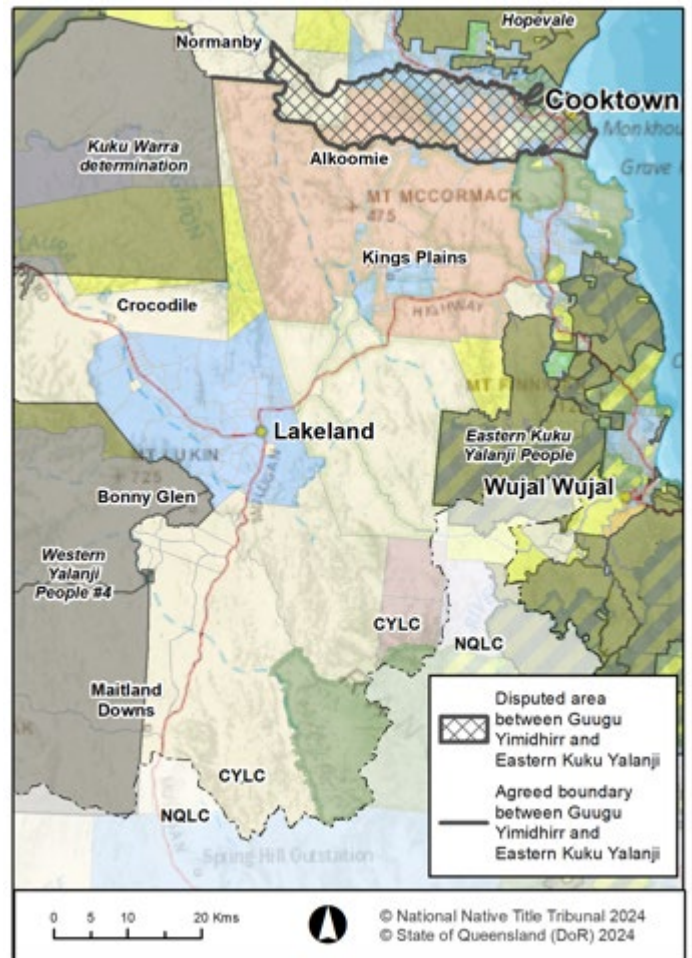 Hopevale
Normanby
Cooktown
Kuku Warra
determination
Alkoomie
MT MCCORMACK
475
Grave
Kings Plains
Crocodile
HIGHWAY
Lakeland
Eastern Kuku
Yalanji People
725
Bonny Glen
Wujal Wujal
Western
Yalanji
People #4
CYLC
NQLC
Maitland
Downs
CYLC
NQLC
Spring Hill Outstation
Disputed area
between Guugu
Yimidhirr and
Eastern Kuku Yalanji
Agreed boundary
between Guugu
Yimidhirr and
Eastern Kuku Yalanji
0 5 10 20 Kms
© National Native Title Tribunal 2024
© State of Queensland (DoR) 2024